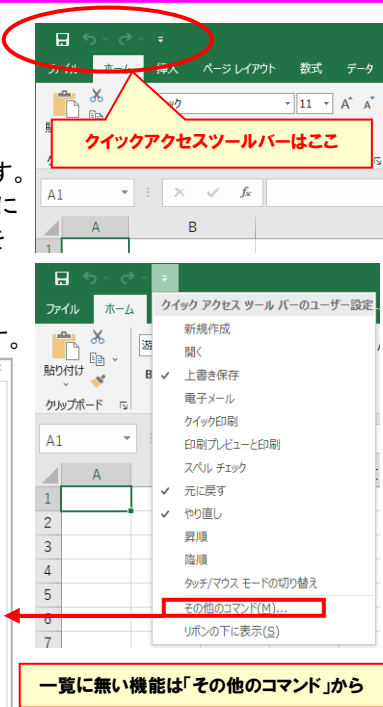 ホーム 挿入 ページ レイアウト 数式 データ
11
クイックアクセスツールバーはここ
す。
に
A1
fx
A B
1
ファイル ホーム
クイック アクセス ツール バーのユーザー設定
新規作成
開く
上書き保存
電子メール
クイック印刷
印刷プレビューと印刷
スペル チェック
元に戻す
やり直し
昇順
降順
タッチ/マウス モードの切り替え
その他のコマンド(M)...
リボンの下に表示(S)
貼り付け
游
B
クリップボード
A1
A
1
2
3
4
5
6
7
一覧に無い機能は「その他のコマンド」から